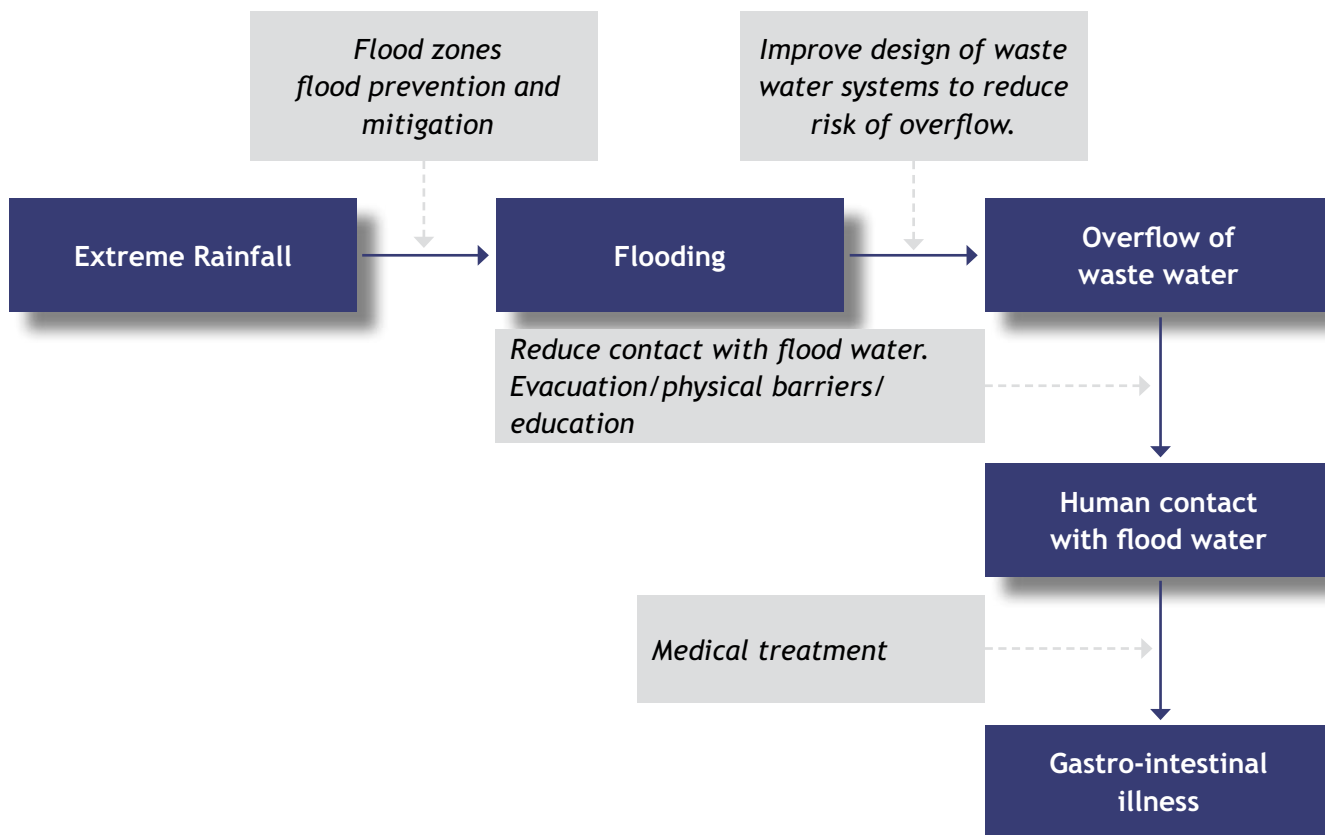 Flood zones
flood prevention and
mitigation
Improve design of waste
water systems to reduce
risk of overflow.
Extreme Rainfall
Flooding
Overflow of
waste water
Reduce contact with flood water.
Evacuation/physical barriers/
education
Human contact
with flood water
Medical treatment
Gastro-intestinal
illness